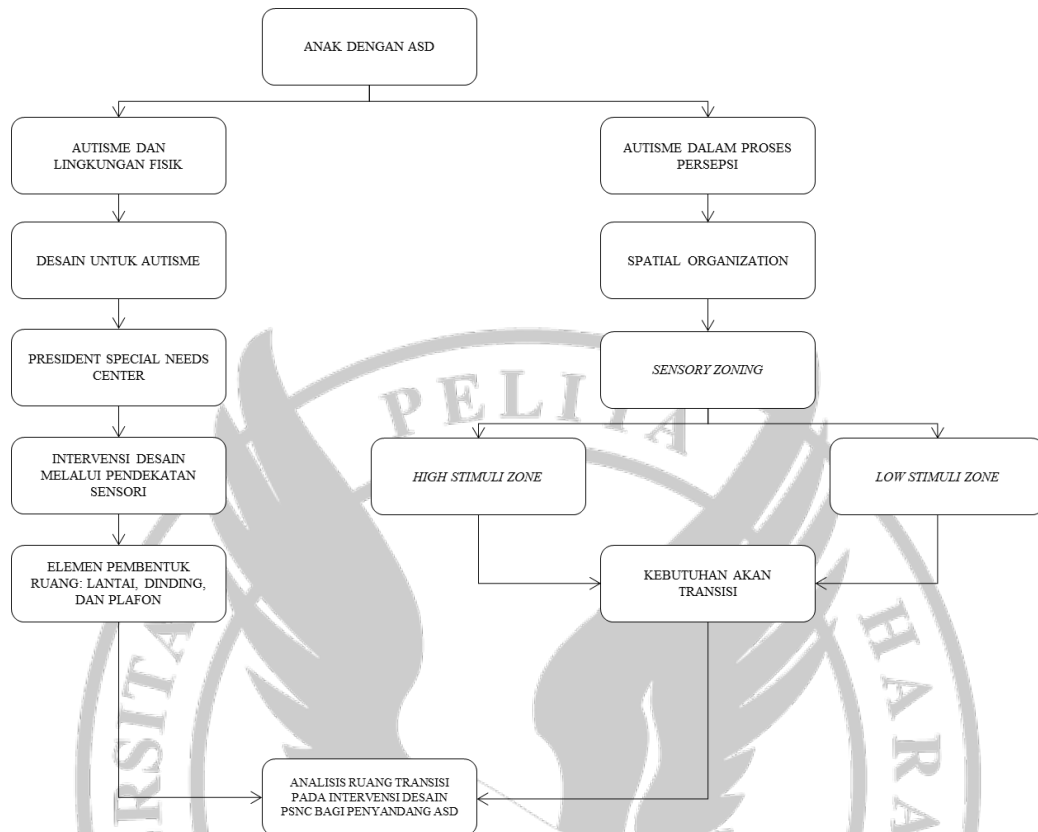 ANAK DENGAN ASD
AUTISME DAN
LINGKUNGAN FISIK
AUTISME DALAM PROSES
PERSEPSI
DESAIN UNTUK AUTISME
SPATIAL ORGANIZATION
PRESIDENT SPECIAL NEEDS
CENTER
SENSORY ZONING
INTERVENSI DESAIN
MELALUI PENDEKATAN
SENSORI
HIGH STIMULI ZONE
LOW STIMULI ZONE
ELEMEN PEMBENTUK
RUANG: LANTAI, DINDING,
DAN PLAFON
KEBUTUHAN AKAN
TRANSISI
ANALISIS RUANG TRANSISI
PADA INTERVENSI DESAIN
PSNC BAGI PENYANDANG ASD
PELITA